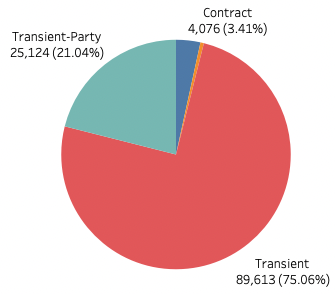 Contract
4,076 (3.41%)
Transient-Party
25,124 (21.04%)
Transient
89,613 (75.06%)